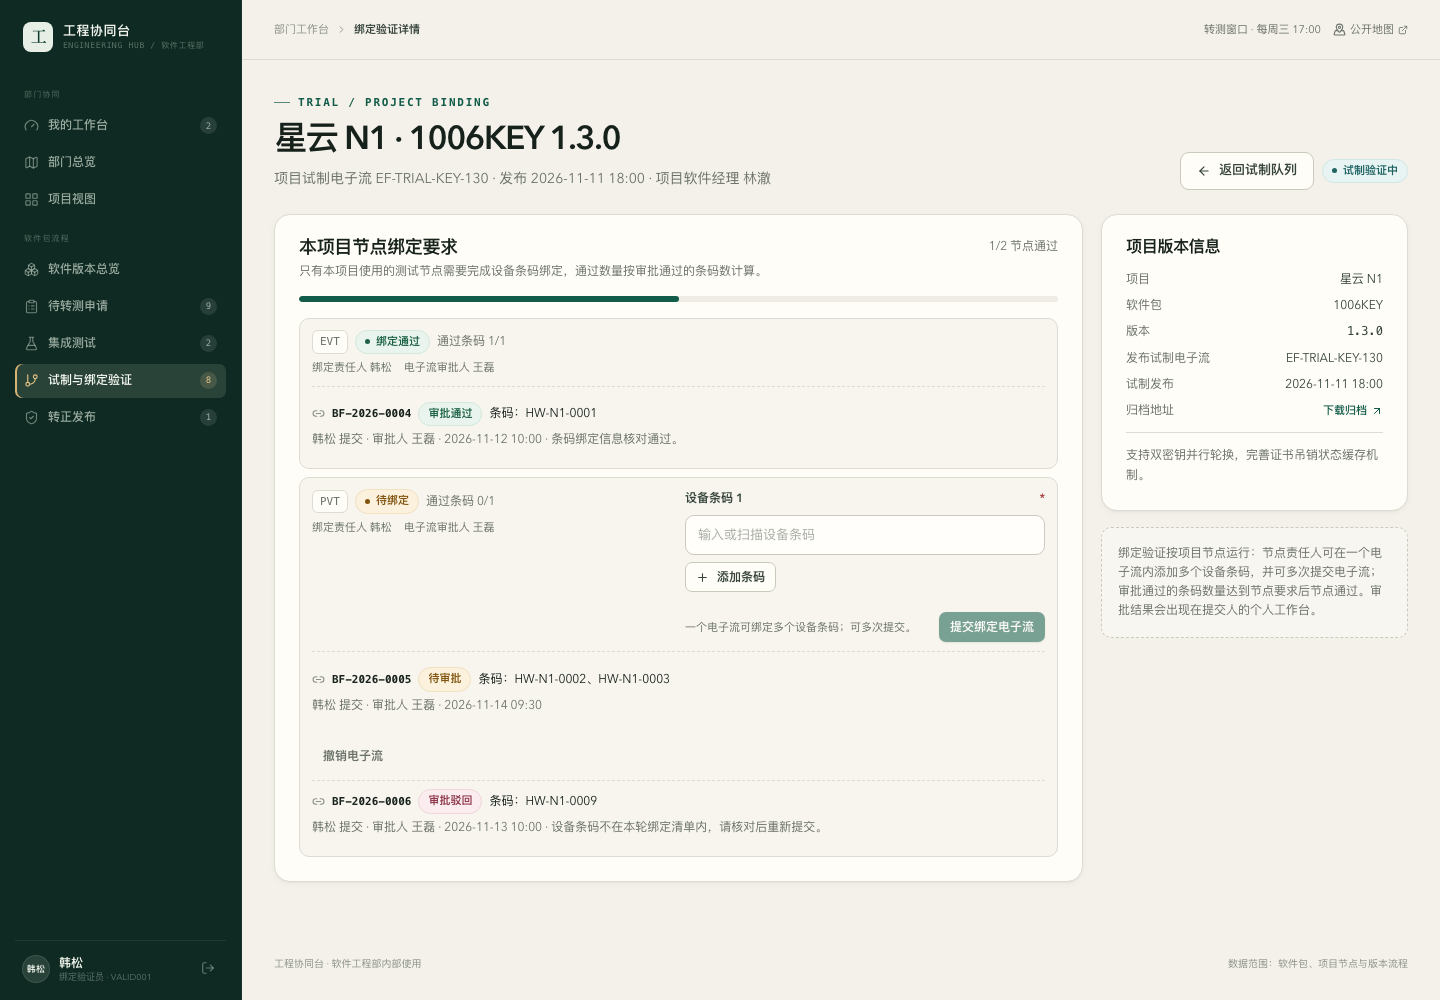 工
工程协同台
ENGINEERING HUB / 软件工程部
部门协同
我的工作台 2
部门总览
项目视图
软件包流程
软件版本总览
待转测申请 9
集成测试 2
试制与绑定验证 8
转正发布 1
韩松
韩松
绑定验证员 · VALID001
部门工作台 > 绑定验证详情
转测窗口 · 每周三 17:00 公开地图
TRIAL / PROJECT BINDING
星云 N1 · 1006KEY 1.3.0
项目试制电子流 EF-TRIAL-KEY-130 · 发布 2026-11-11 18:00 · 项目软件经理 林澈
返回试制队列 试制验证中
本项目节点绑定要求 1/2 节点通过
只有本项目使用的测试节点需要完成设备条码绑定，通过数量按审批通过的条码数计算。
EVT 绑定通过 通过条码 1/1
绑定责任人 韩松 电子流审批人 王磊
BF-2026-0004 审批通过 条码：HW-N1-0001
韩松 提交 · 审批人 王磊 · 2026-11-12 10:00 · 条码绑定信息核对通过。
PVT 待绑定 通过条码 0/1
绑定责任人 韩松 电子流审批人 王磊
设备条码 1 *
输入或扫描设备条码
添加条码
一个电子流可绑定多个设备条码；可多次提交。 提交绑定电子流
BF-2026-0005 待审批 条码：HW-N1-0002、HW-N1-0003
韩松 提交 · 审批人 王磊 · 2026-11-14 09:30
撤销电子流
BF-2026-0006 审批驳回 条码：HW-N1-0009
韩松 提交 · 审批人 王磊 · 2026-11-13 10:00 · 设备条码不在本轮绑定清单内，请核对后重新提交。
项目版本信息
项目 星云 N1
软件包 1006KEY
版本 1.3.0
发布试制电子流 EF-TRIAL-KEY-130
试制发布 2026-11-11 18:00
归档地址 下载归档
支持双密钥并行轮换，完善证书吊销状态缓存机
制。
绑定验证按项目节点运行：节点责任人可在一个电
子流内添加多个设备条码，并可多次提交电子流；
审批通过的条码数量达到节点要求后节点通过。审
批结果会出现在提交人的个人工作台。
工程协同台 · 软件工程部内部使用
数据范围：软件包、项目节点与版本流程